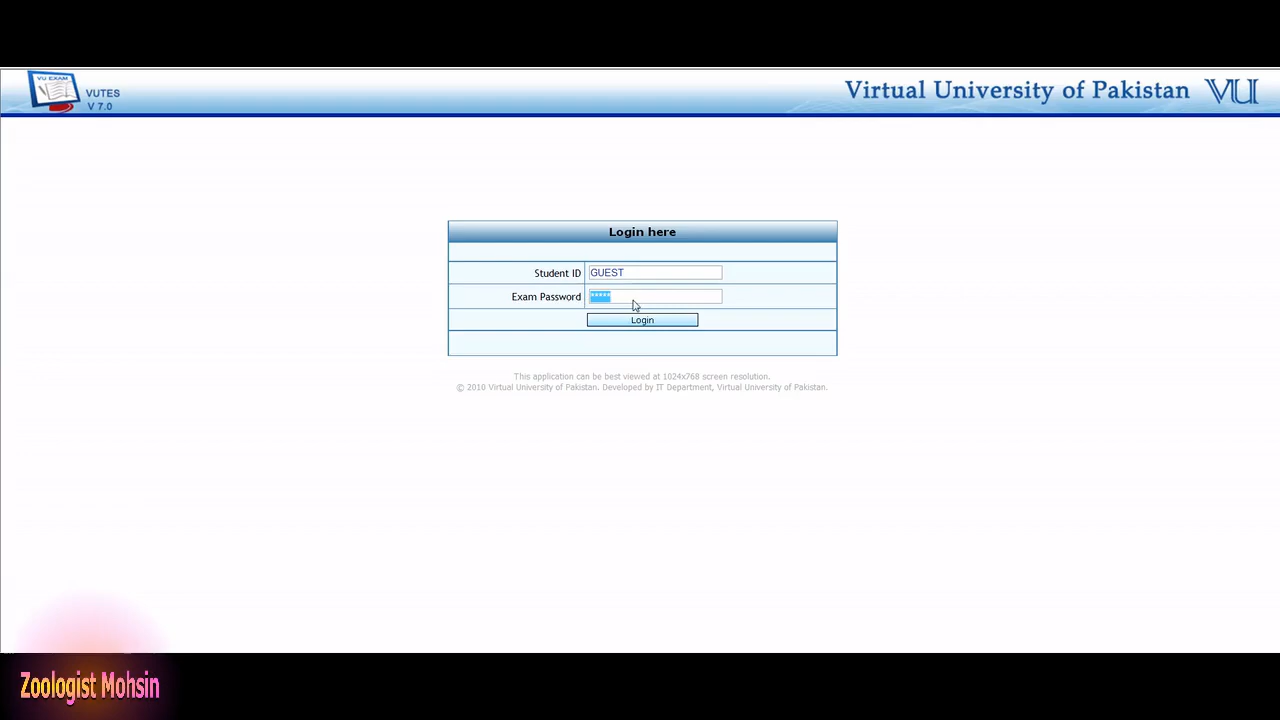 VU EXAM
VUTES
V 7.0
Virtual University of Pakistan VU
Login here
Student ID GUEST
Exam Password *****
Login
This application can be best viewed at 1024x768 screen resolution.
© 2010 Virtual University of Pakistan. Developed by IT Department, Virtual University of Pakistan.
Zoologist Mohsin